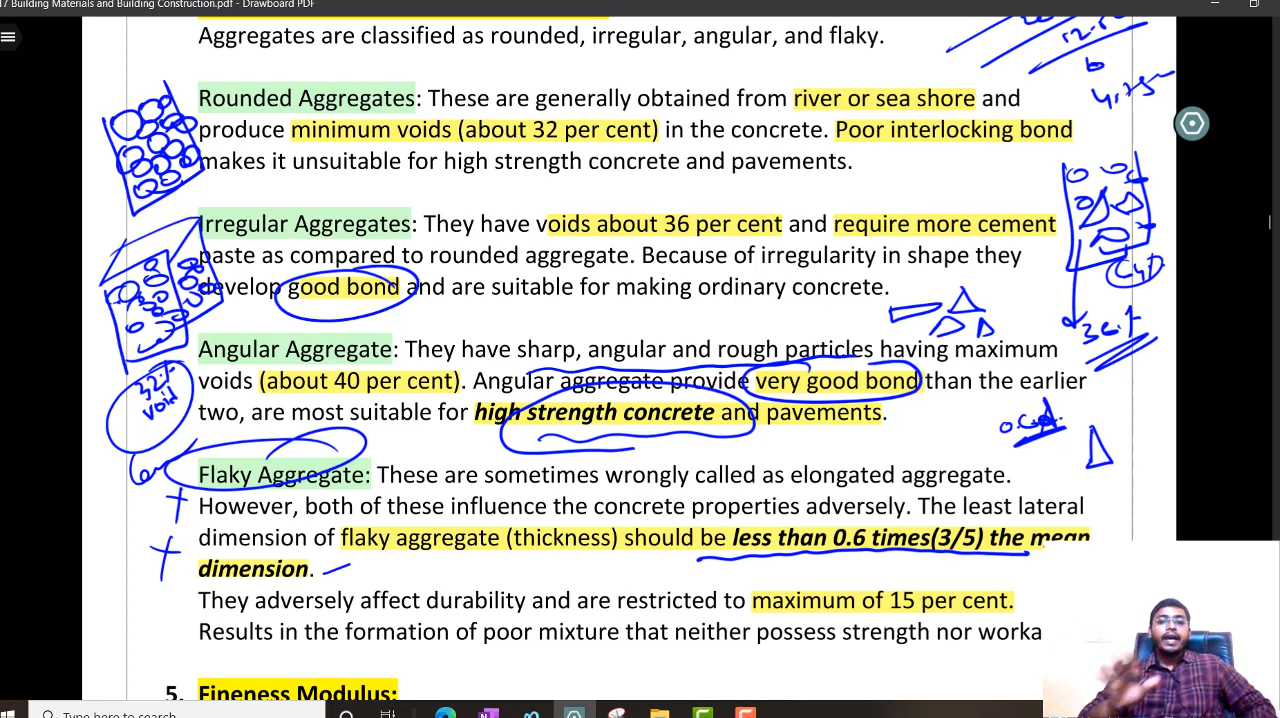 17 Building Materials and Building Construction.pdf - Drawboard PDF
Aggregates are classified as rounded, irregular, angular, and flaky.
12.5
b
4.75
Rounded Aggregates: These are generally obtained from river or sea shore and
produce minimum voids (about 32 per cent) in the concrete. Poor interlocking bond
makes it unsuitable for high strength concrete and pavements.
Irregular Aggregates: They have voids about 36 per cent and require more cement
paste as compared to rounded aggregate. Because of irregularity in shape they
develop good bond and are suitable for making ordinary concrete.
36%
Angular Aggregate: They have sharp, angular and rough particles having maximum
voids (about 40 per cent). Angular aggregate provide very good bond than the earlier
two, are most suitable for high strength concrete and pavements.
32%
void
Flaky Aggregate: These are sometimes wrongly called as elongated aggregate.
However, both of these influence the concrete properties adversely. The least lateral
dimension of flaky aggregate (thickness) should be less than 0.6 times(3/5) the mean
dimension.
They adversely affect durability and are restricted to maximum of 15 per cent.
Results in the formation of poor mixture that neither possess strength nor worka
5. Fineness Modulus:
Type here to search